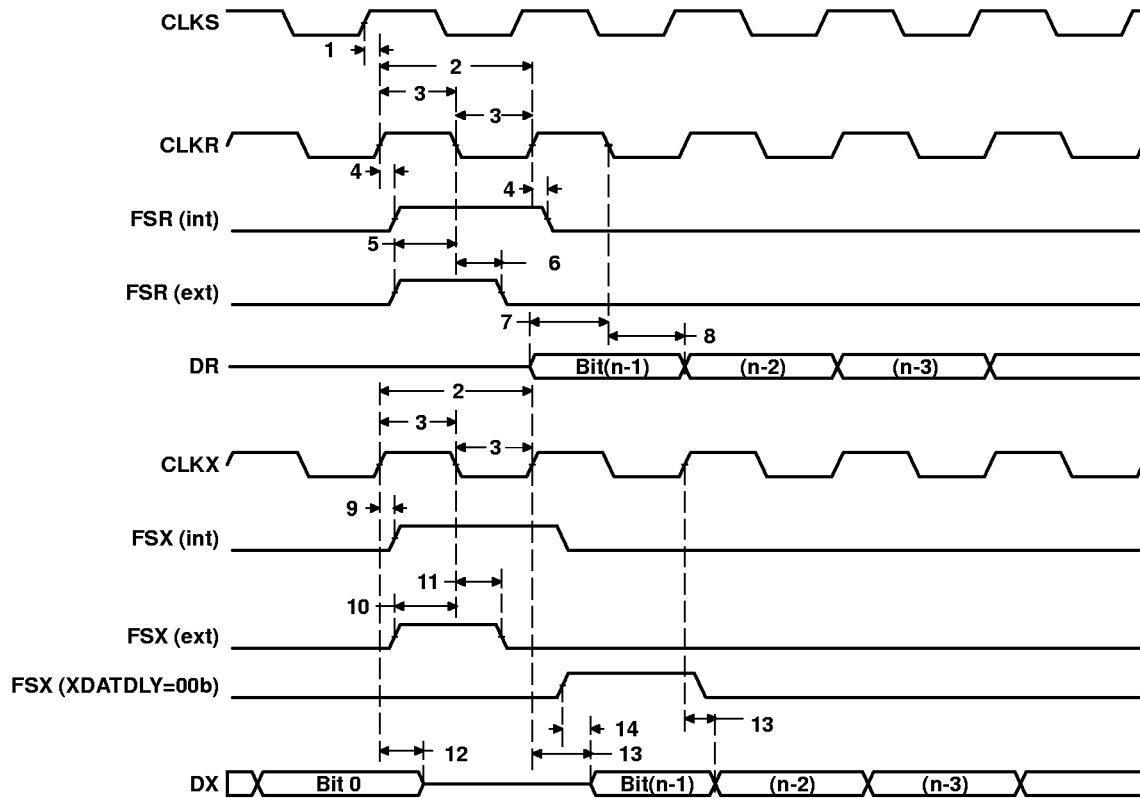 CLKS
1
2
3
3
CLKR
4
4
FSR (int)
5
6
FSR (ext)
7
8
DR Bit(n-1) (n-2) (n-3)
2
3
3
CLKX
9
FSX (int)
11
10
FSX (ext)
FSX (XDATDLY=00b)
14
13
12
13
DX Bit 0 Bit(n-1) (n-2) (n-3)